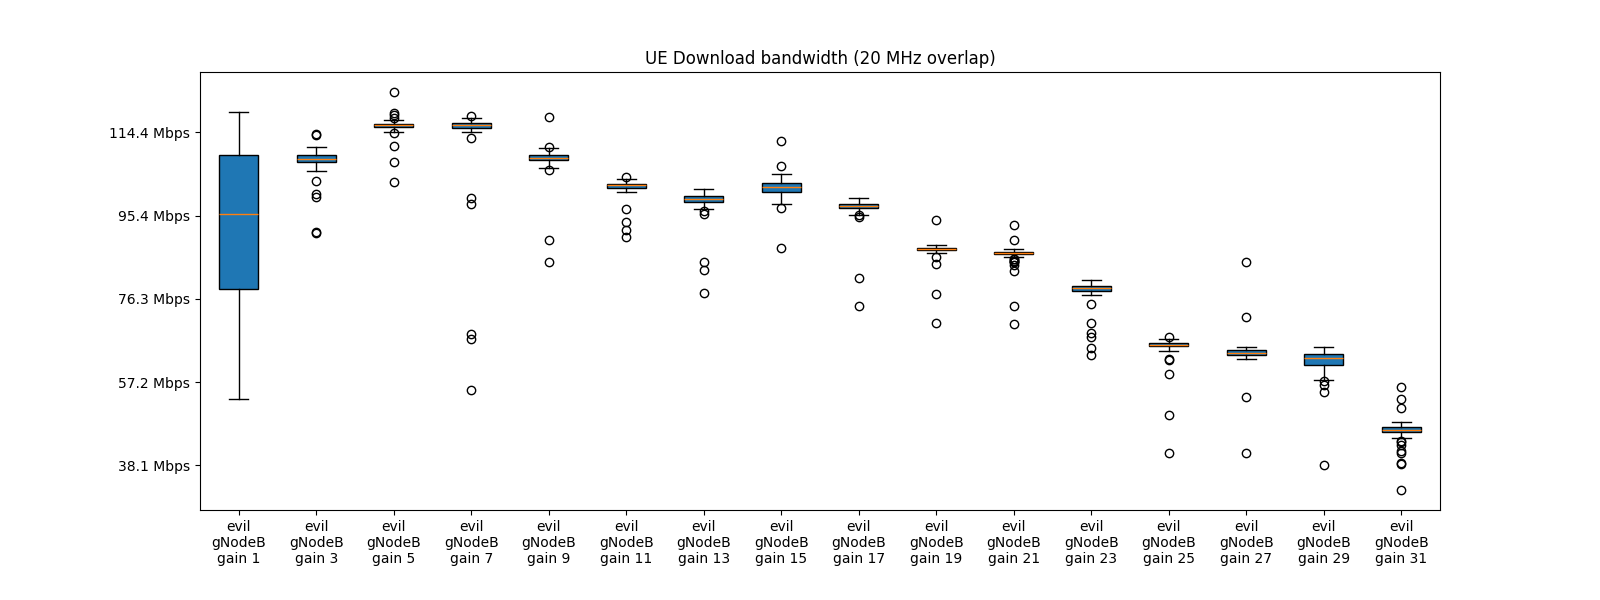 UE Download bandwidth (20 MHz overlap)
114.4 Mbps
95.4 Mbps
76.3 Mbps
57.2 Mbps
38.1 Mbps
evil
gNodeB
gain 1
evil
gNodeB
gain 3
evil
gNodeB
gain 5
evil
gNodeB
gain 7
evil
gNodeB
gain 9
evil
gNodeB
gain 11
evil
gNodeB
gain 13
evil
gNodeB
gain 15
evil
gNodeB
gain 17
evil
gNodeB
gain 19
evil
gNodeB
gain 21
evil
gNodeB
gain 23
evil
gNodeB
gain 25
evil
gNodeB
gain 27
evil
gNodeB
gain 29
evil
gNodeB
gain 31